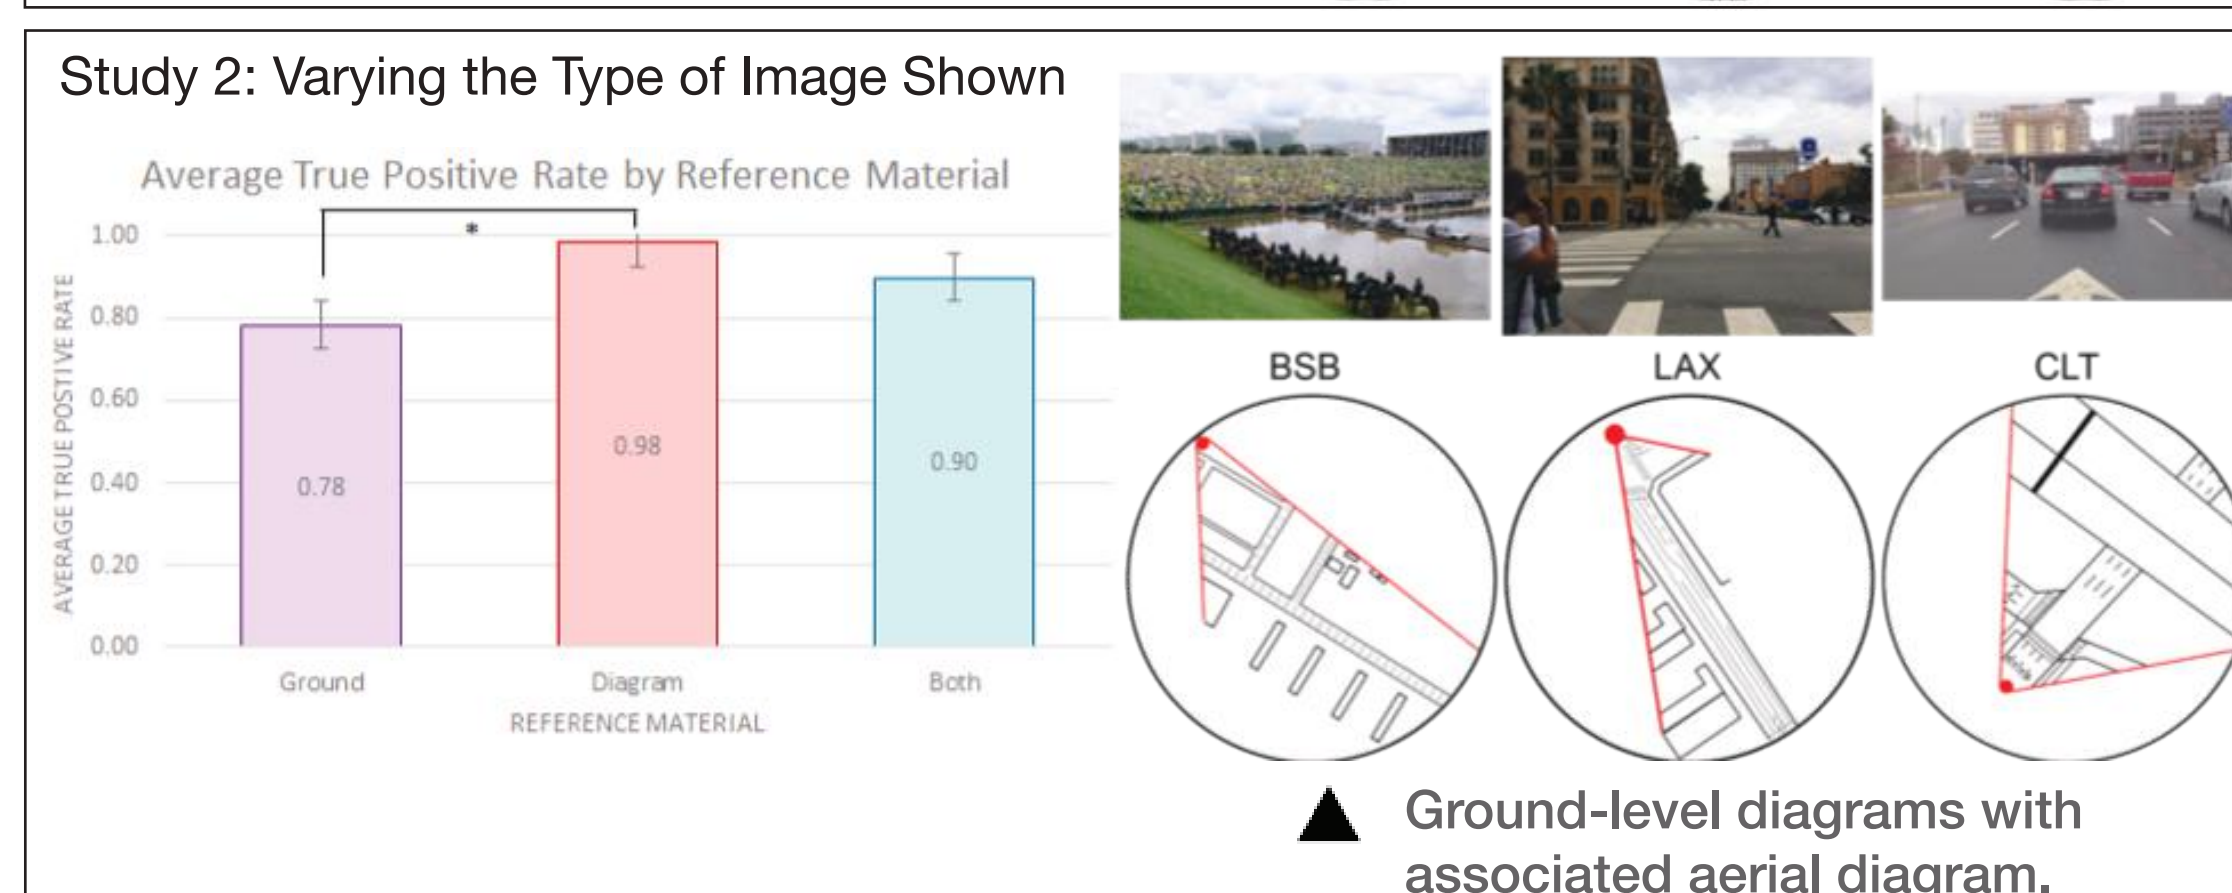 Study 2: Varying the Type of Image Shown
Average True Positive Rate by Reference Material
*
AVERAGE TRUE POSTIVE RATE
1.00
0.80
0.60
0.40
0.20
0.00
0.78
0.98
0.90
Ground
Diagram
Both
REFERENCE MATERIAL
BSB
LAX
CLT
Ground-level diagrams with
associated aerial diagram.